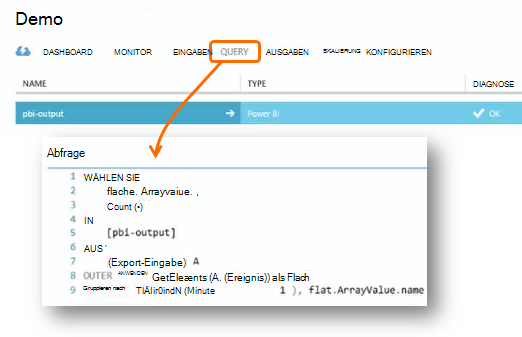 Demo
DASHBOARD MONITOR EINGABEN QUERY AUSGABEN SKALIERUNG KONFIGURIEREN
NAME TYPE DIAGNOSE
pbi-output Power Bi OK
Abfrage
1 WÄHLEN SIE
2 flache. Arrayvaiue. ,
3 Count (•)
4 IN
5 [pbi-output]
6 AUS '
7 (Export-Eingabe) A
8 OUTER ANWENDEN GetEleæents (A. (Ereignis)) als Flach
9 Gruppieren nach TlÄlir0indN (Minute 1 ), flat.ArrayValue.name